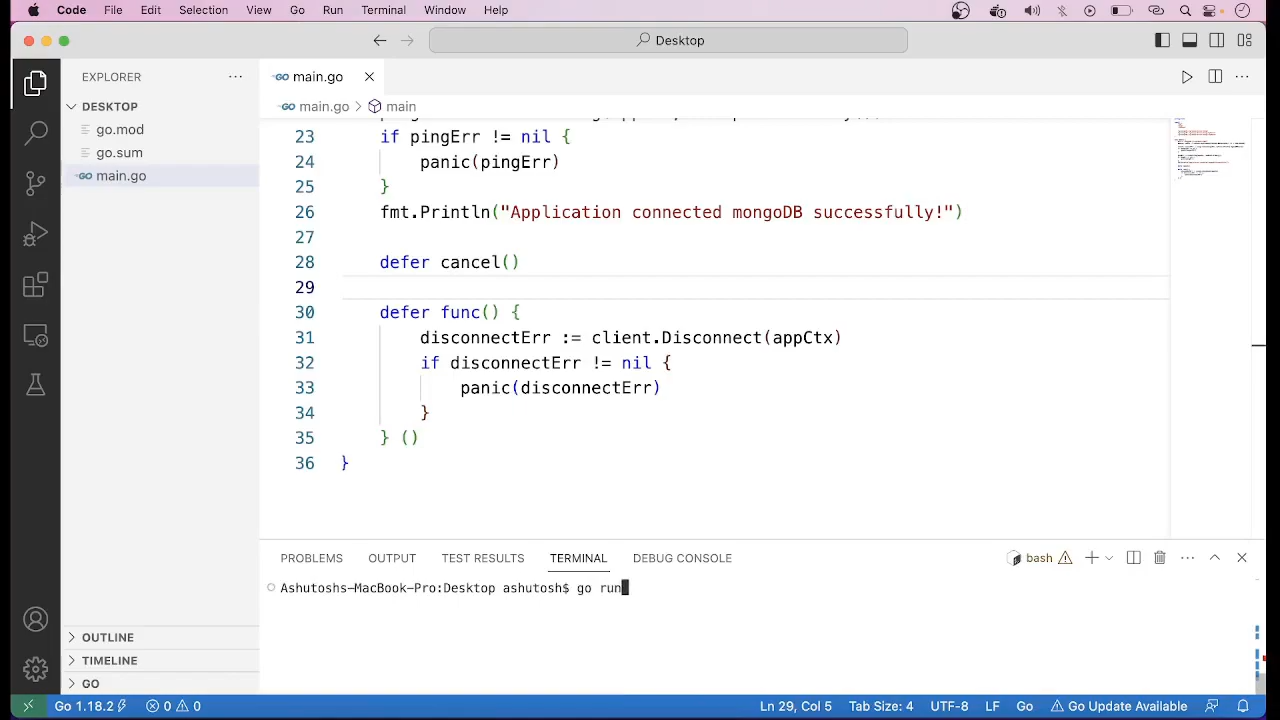 Code File Edit Selection View Go Run Terminal Window Help
Desktop
EXPLORER
GO main.go
GO main.go > main
DESKTOP
go.mod
go.sum
GO main.go
23 if pingErr != nil {
24 panic(pingErr)
25 }
26 fmt.Println("Application connected mongoDB successfully!")
27
28 defer cancel()
29
30 defer func() {
31 disconnectErr := client.Disconnect(appCtx)
32 if disconnectErr != nil {
33 panic(disconnectErr)
34 }
35 } ()
36 }
PROBLEMS OUTPUT TEST RESULTS TERMINAL DEBUG CONSOLE
bash
Ashutoshs-MacBook-Pro:Desktop ashutosh$ go run
OUTLINE
TIMELINE
GO
Go 1.18.2 0 0 Ln 29, Col 5 Tab Size: 4 UTF-8 LF Go Go Update Available